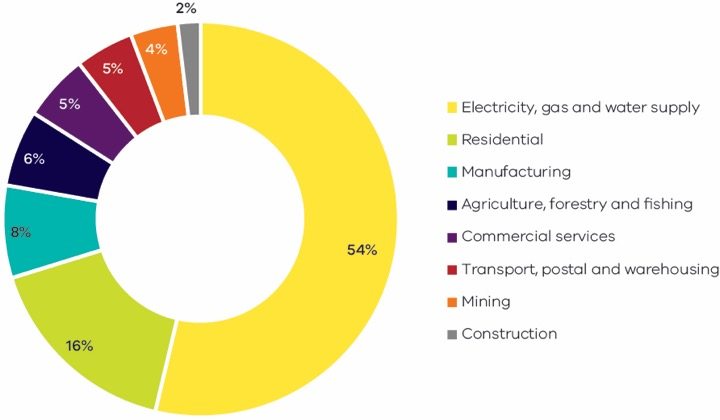 2%
4%
5%
5%
6%
8%
16%
54%
Electricity, gas and water supply
Residential
Manufacturing
Agriculture, forestry and fishing
Commercial services
Transport, postal and warehousing
Mining
Construction